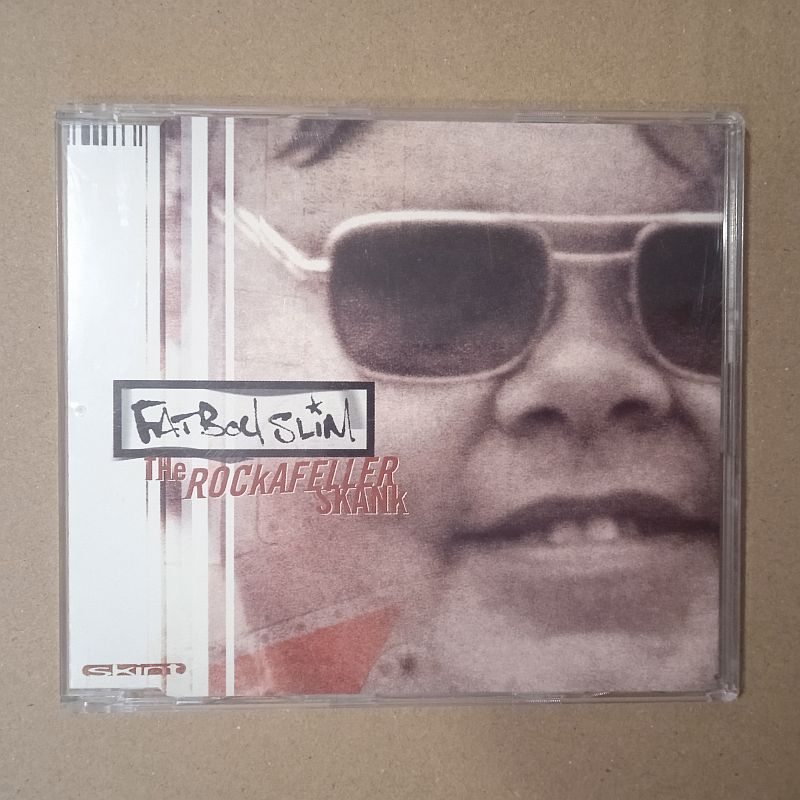 FATBOY SLIM
THe ROCKAFELLER
SKANk
skint